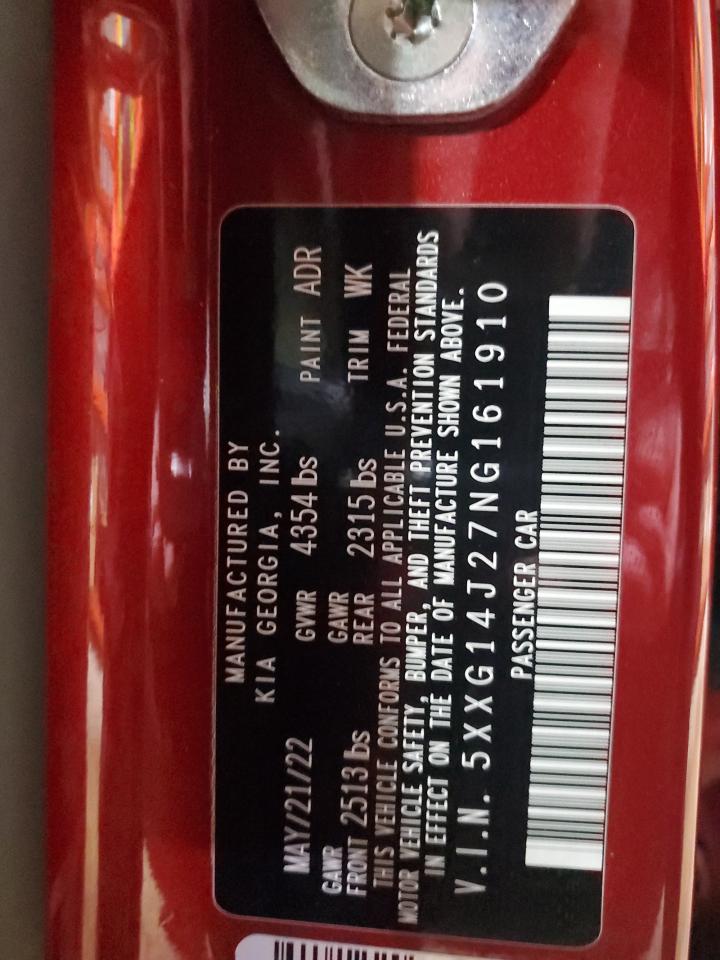 MANUFACTURED BY
KIA GEORGIA, INC.
MAY/21/22 GVWR 4354 lbs PAINT ADR
GAWR GAWR
FRONT 2513 lbs REAR 2315 lbs TRIM WK
THIS VEHICLE CONFORMS TO ALL APPLICABLE U.S.A. FEDERAL
MOTOR VEHICLE SAFETY, BUMPER, AND THEFT PREVENTION STANDARDS
IN EFFECT ON THE DATE OF MANUFACTURE SHOWN ABOVE.
V.I.N. 5XXG14J27NG161910
PASSENGER CAR